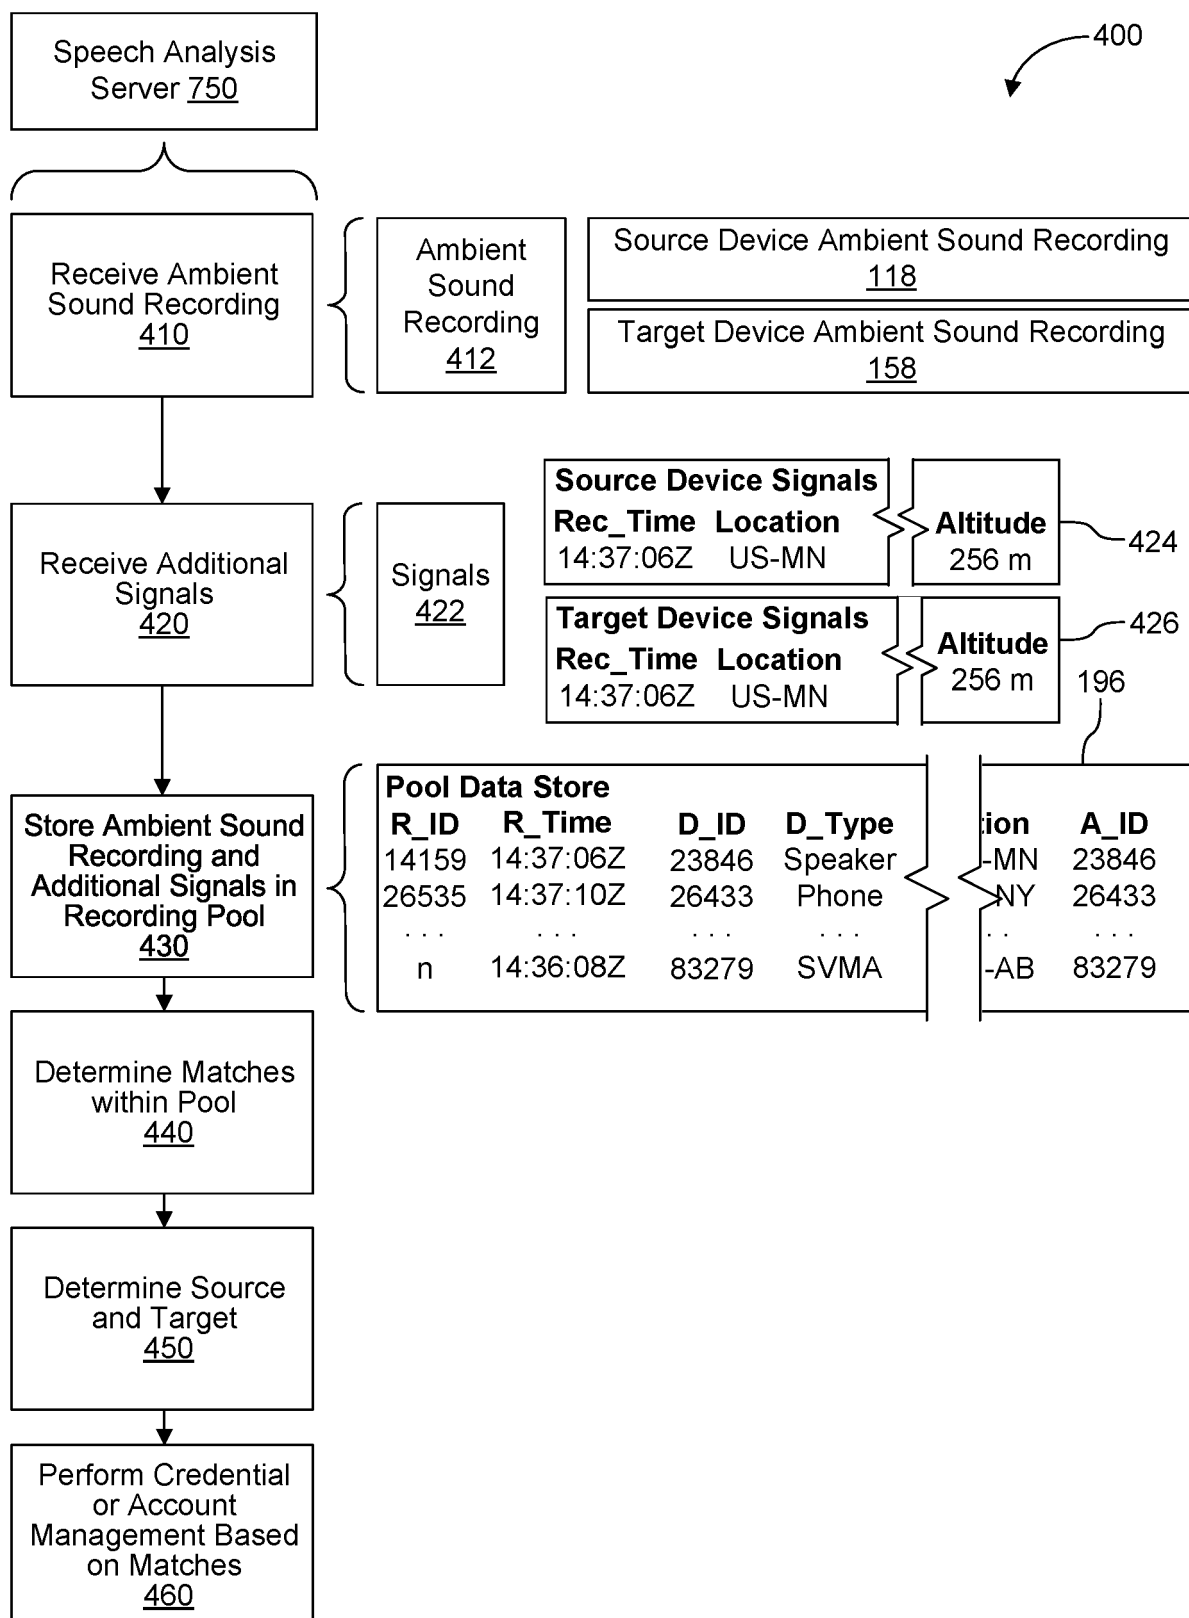 Speech Analysis
Server 750
400
Receive Ambient
Sound Recording
410
Ambient
Sound
Recording
412
Source Device Ambient Sound Recording
118
Target Device Ambient Sound Recording
158
Receive Additional
Signals
420
Signals
422
Source Device Signals
Rec_Time Location Altitude
14:37:06Z US-MN 256 m
424
Target Device Signals
Rec_Time Location Altitude
14:37:06Z US-MN 256 m
426
196
Store Ambient Sound
Recording and
Additional Signals in
Recording Pool
430
Pool Data Store
R_ID R_Time D_ID D_Type tion A_ID
14159 14:37:06Z 23846 Speaker -MN 23846
26535 14:37:10Z 26433 Phone NY 26433
. . . . . . . . . . . . . . . . .
n 14:36:08Z 83279 SVMA -AB 83279
Determine Matches
within Pool
440
Determine Source
and Target
450
Perform Credential
or Account
Management Based
on Matches
460